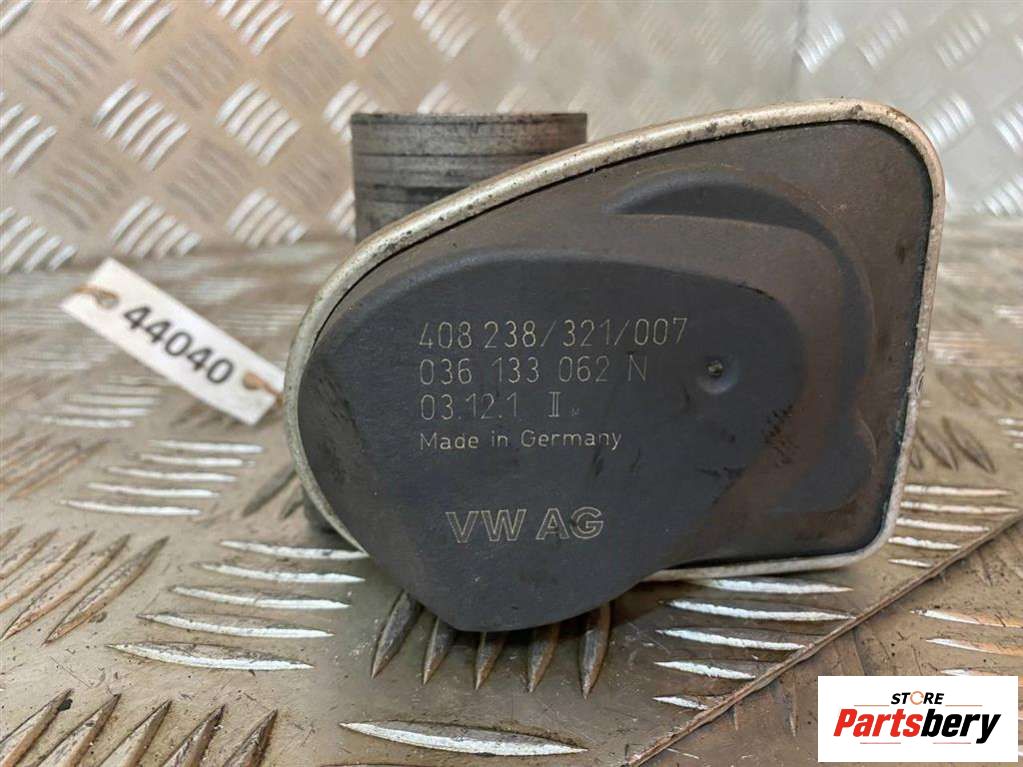 44040
408 238/321/007
036 133 062 N
03.12.1 II
Made in Germany
VW AG
STORE
Partsbery